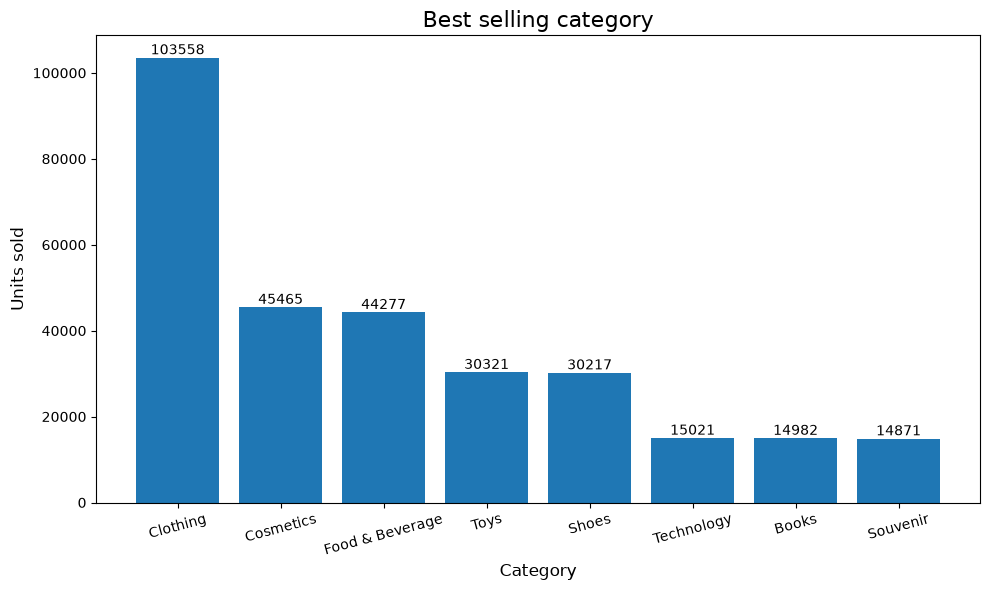 Best selling category
Units sold
100000
80000
60000
40000
20000
0
103558
45465
44277
30321
30217
15021
14982
14871
Clothing
Cosmetics
Food & Beverage
Toys
Shoes
Technology
Books
Souvenir
Category